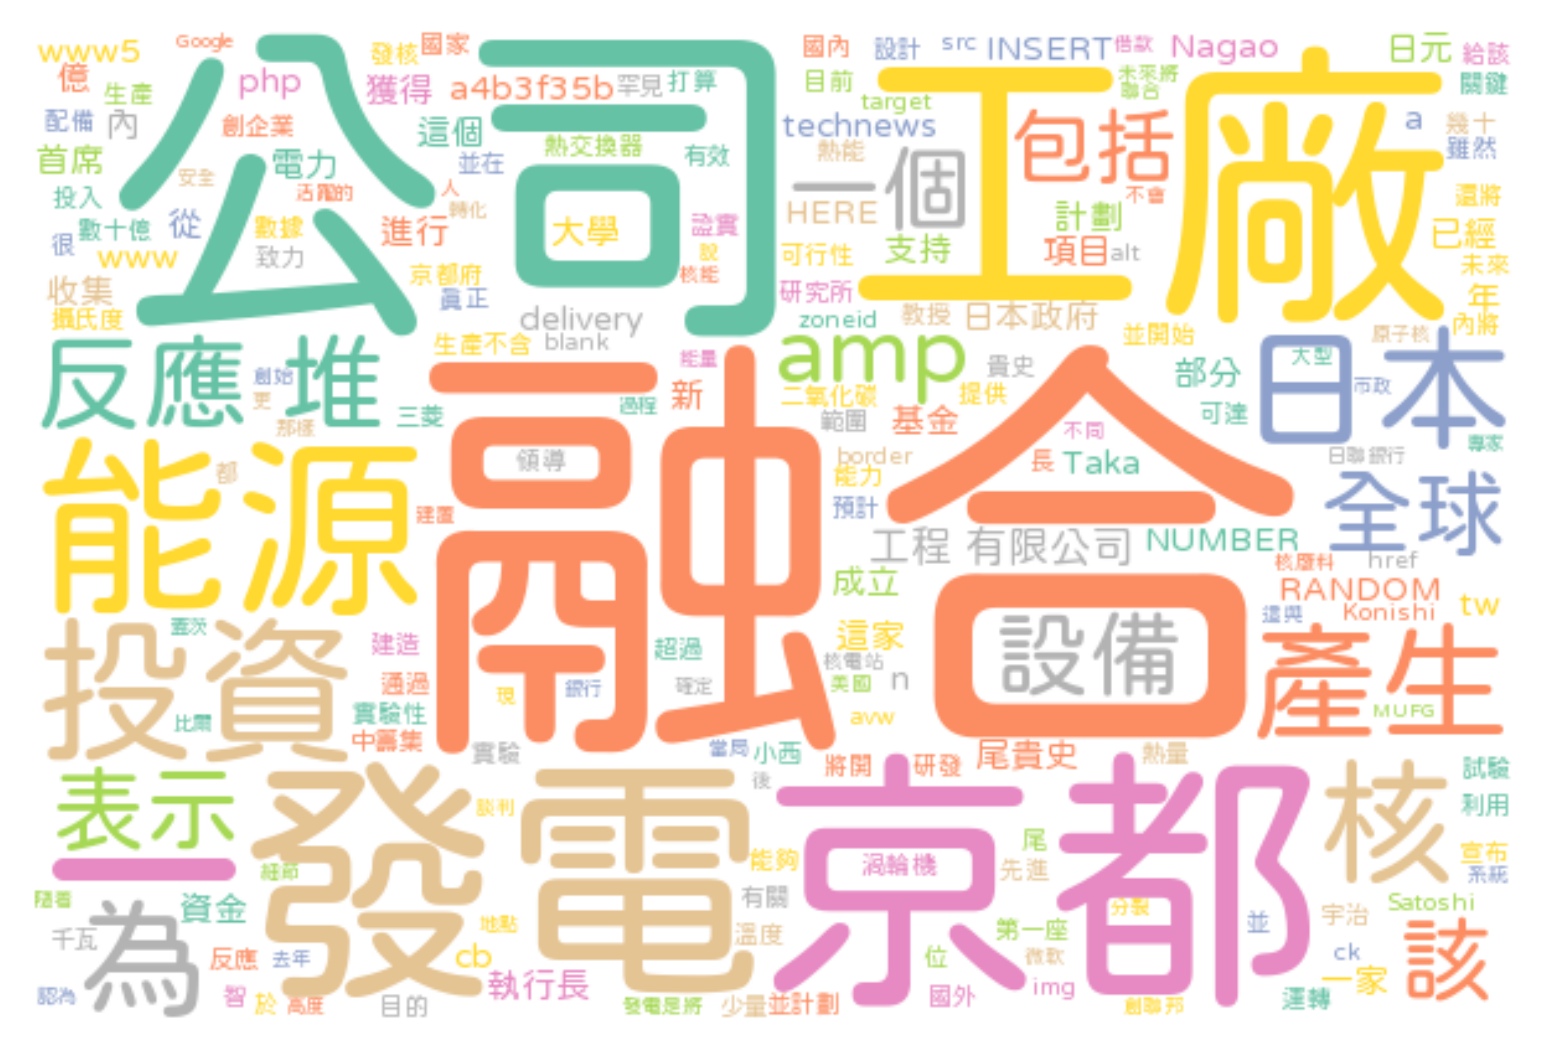 公司
工廠
融合
發電
京都
能源
投資
反應堆
日本
全球
產生
核
該
為
表示
一
設備
包括
一個
amp
www5
Google
發核
國家
億
生產
php
獲得
a4b3f35b
罕見
打算
配備
內
創企業
這個
熱交換器
有效
首席
電力
並在
安全
活躍的
人
轉化
投入
數十億
從
數據
進行
大學
證實
說
核能
很
www
致力
京都府
真正
收集
攝氏度
國內
設計
src
INSERT
借款
Nagao
日元
給該
目前
未來將
聯合
關鍵
target
technews
a
幾十
雖然
熱能
HERE
計劃
不會
還將
可行性
支持
項目
alt
已經
未來
研究所
年
內將
zoneid
教授
日本政府
並開始
原子核
delivery
blank
生產不含
能量
創始
更
那樣
三菱
過程
新
貴史
部分
大型
市政
二氧化碳
提供
範圍
基金
可達
不同
專家
領導
都
border
能力
長
Taka
日聯銀行
建置
預計
工程
有限公司
NUMBER
核廢料
href
成立
RANDOM
這與
Konishi
tw
蓋茨
建造
超過
這家
核電站
美國
n
通過
現
銀行
確定
比爾
實驗性
中籌集
avw
MUFG
實驗
當局
小西
後
將開
研發
尾貴史
熱量
試驗
利用
談判
能夠
渦輪機
尾
先進
宣布
系統
細節
隨着
資金
有關
分裂
Satoshi
千瓦
地點
溫度
第一座
並
宇治
反應
去年
cb
位
微軟
ck
一家
認為
智
於
高度
目的
執行長
發電足將
少量
並計劃
國外
img
創聯邦
運轉